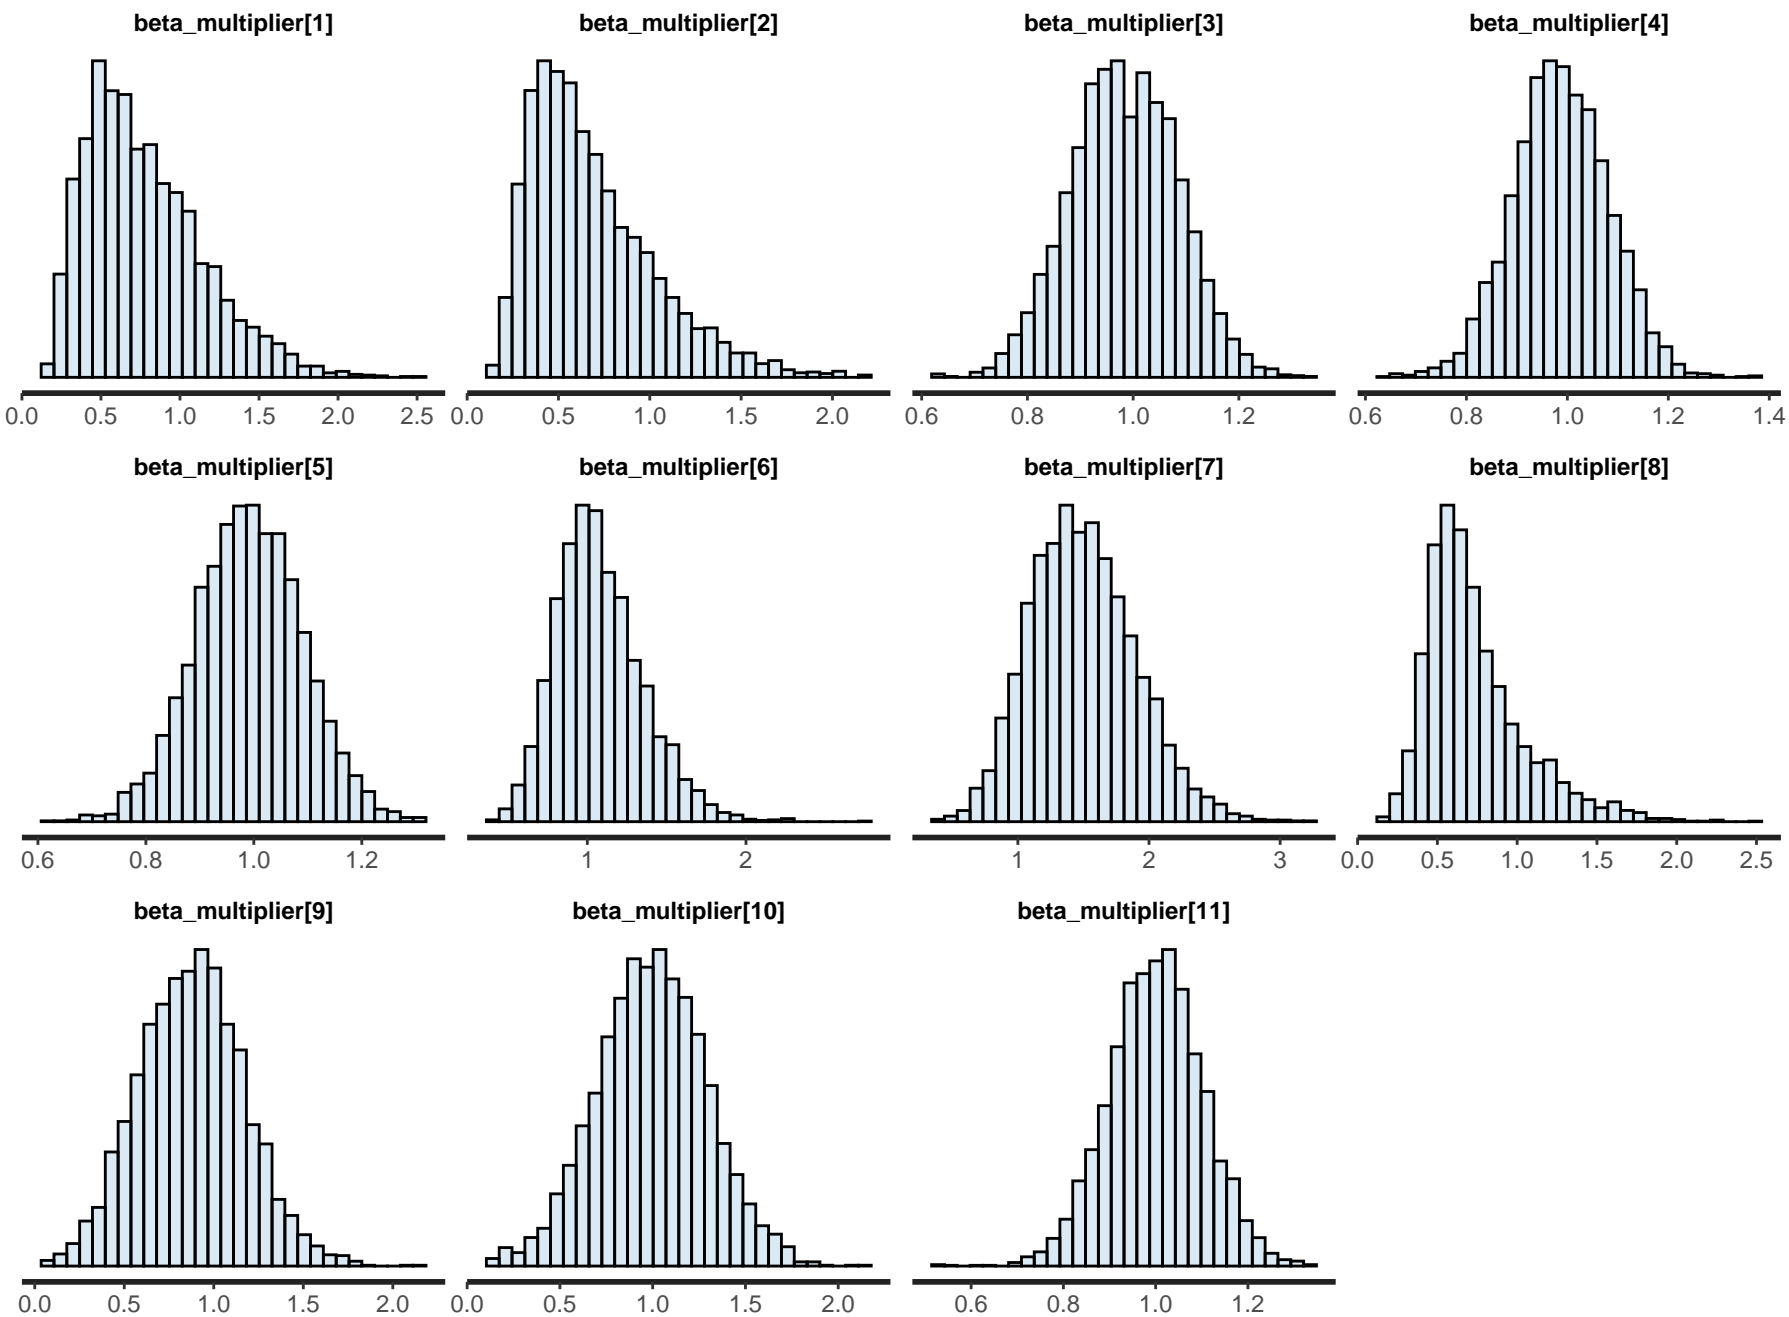 beta_multiplier[1] beta_multiplier[2] beta_multiplier[3] beta_multiplier[4]
0.0 0.5 1.0 1.5 2.0 2.5 0.0 0.5 1.0 1.5 2.0 0.6 0.8 1.0 1.2 0.6 0.8 1.0 1.2 1.4
beta_multiplier[5] beta_multiplier[6] beta_multiplier[7] beta_multiplier[8]
0.6 0.8 1.0 1.2 1 2 1 2 3 0.0 0.5 1.0 1.5 2.0 2.5
beta_multiplier[9] beta_multiplier[10] beta_multiplier[11]
0.0 0.5 1.0 1.5 2.0 0.0 0.5 1.0 1.5 2.0 0.6 0.8 1.0 1.2